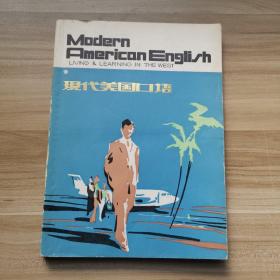 Modern
American English
LIVING & LEARNING IN THE WEST
现代美国口语